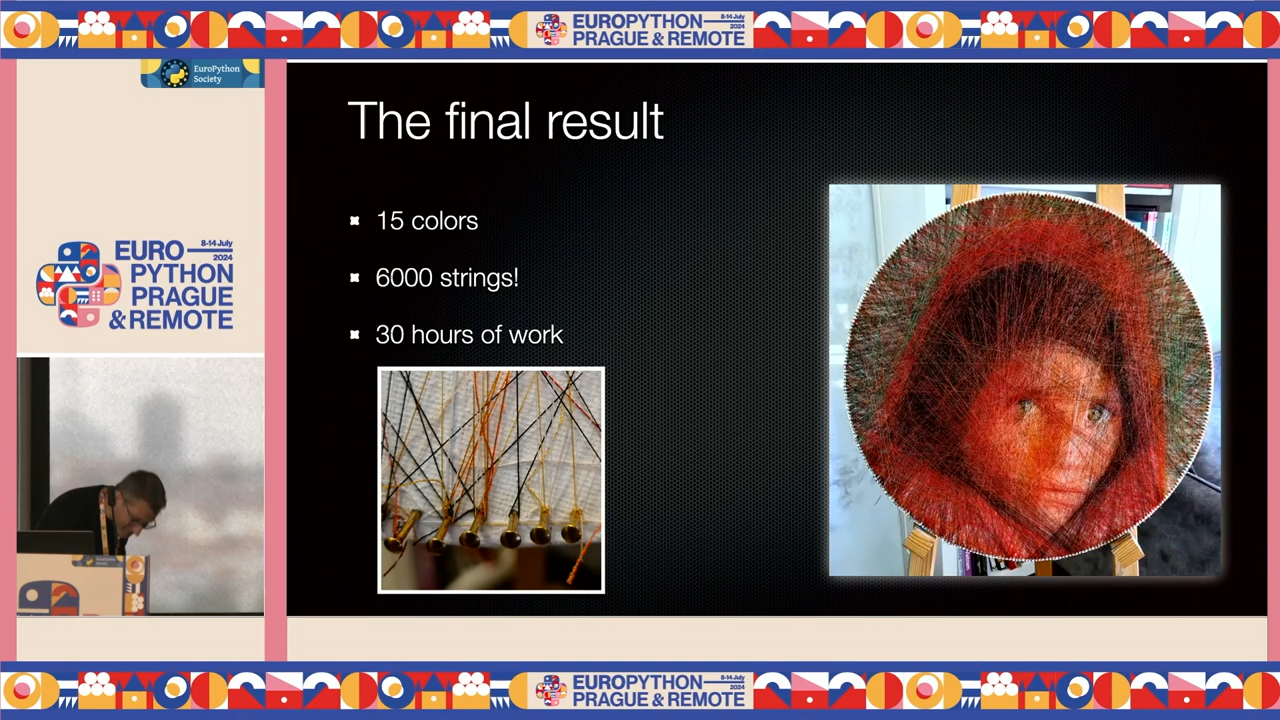 EUROPYTHON
8-14 July
2024
PRAGUE & REMOTE
EuroPython
Society
EURO
8-14 July
2024
PYTHON
PRAGUE
& REMOTE
The final result
15 colors
6000 strings!
30 hours of work
EUROPYTHON
8-14 July
2024
PRAGUE & REMOTE